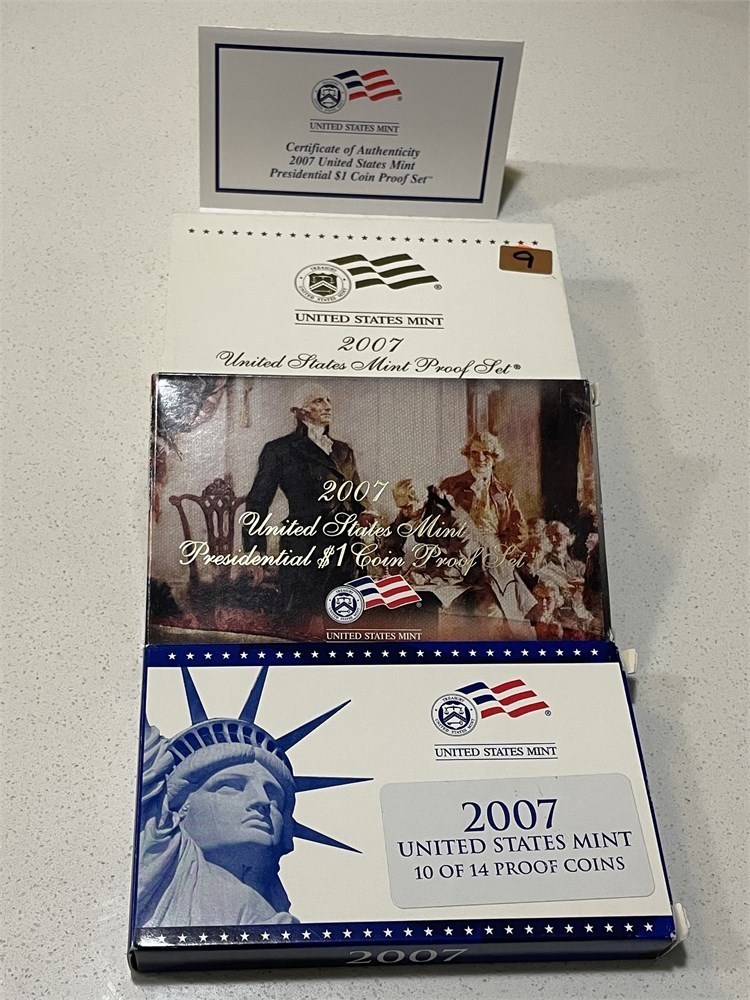 UNITED STATES MINT
Certificate of Authenticity
2007 United States Mint
Presidential $1 Coin Proof Set™
9
UNITED STATES MINT
2007
United States Mint Proof Set®
2007
United States Mint
Presidential $1 Coin Proof Set™
UNITED STATES MINT
UNITED STATES MINT
2007
UNITED STATES MINT
10 OF 14 PROOF COINS
2007